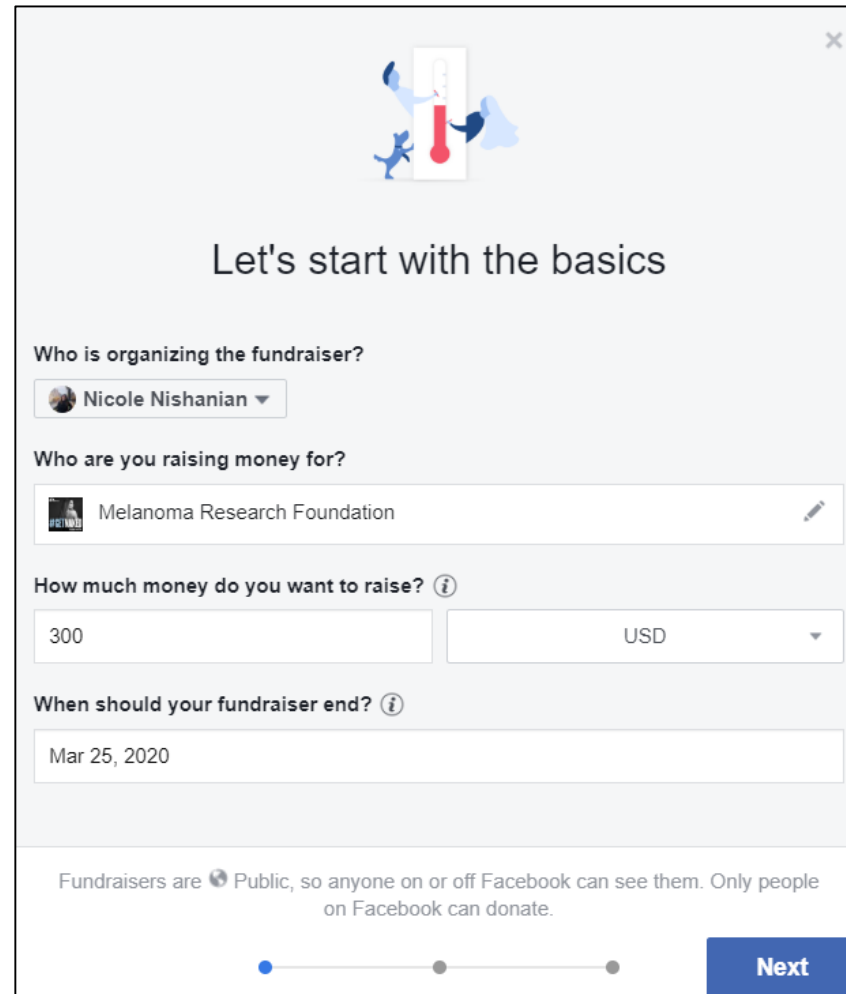 Let's start with the basics
Who is organizing the fundraiser?
Nicole Nishanian
Who are you raising money for?
#GETNAKED
Melanoma Research Foundation
How much money do you want to raise?
300
USD
When should your fundraiser end?
Mar 25, 2020
Fundraisers are Public, so anyone on or off Facebook can see them. Only people
on Facebook can donate.
Next